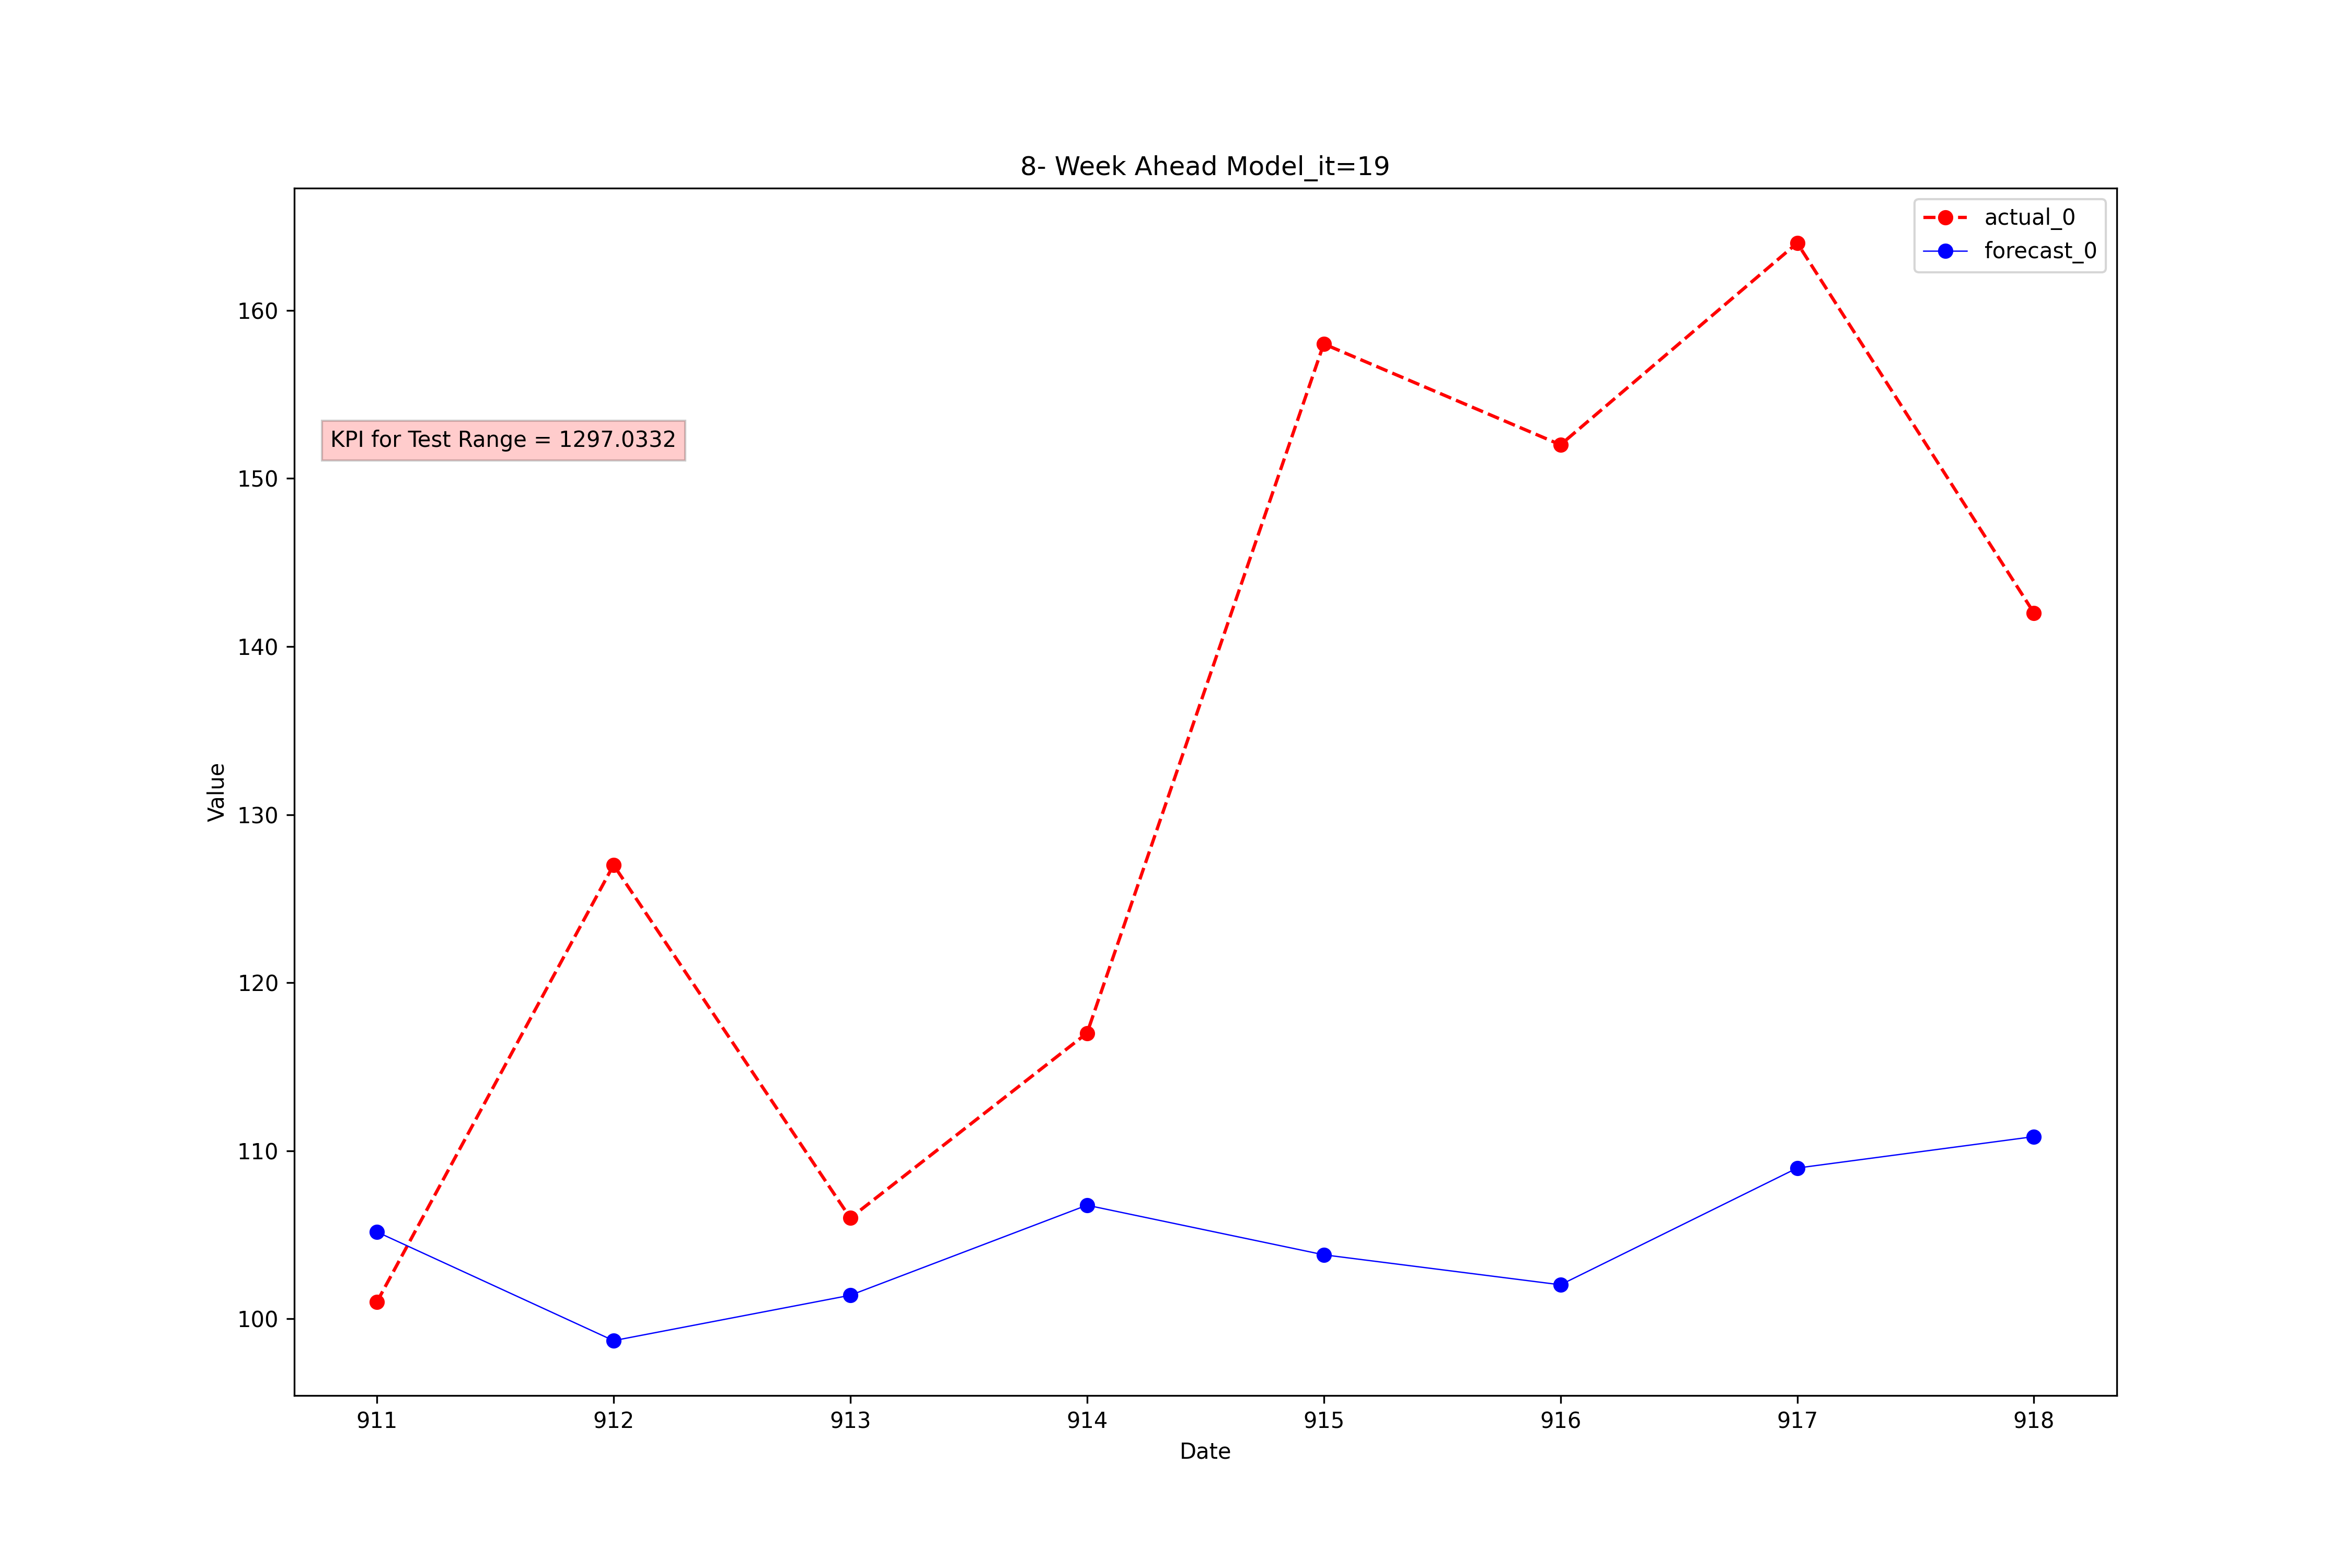 8- Week Ahead Model_it=19
actual_0
forecast_0
KPI for Test Range = 1297.0332
160
150
140
130
120
110
100
Value
911 912 913 914 915 916 917 918
Date